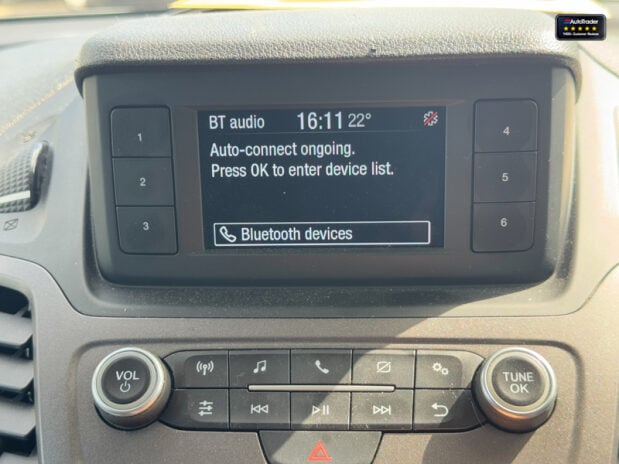 AutoTrader
BT audio 16:11 22°
Auto-connect ongoing.
Press OK to enter device list.
Bluetooth devices
1
2
3
4
5
6
VOL
TUNE
OK